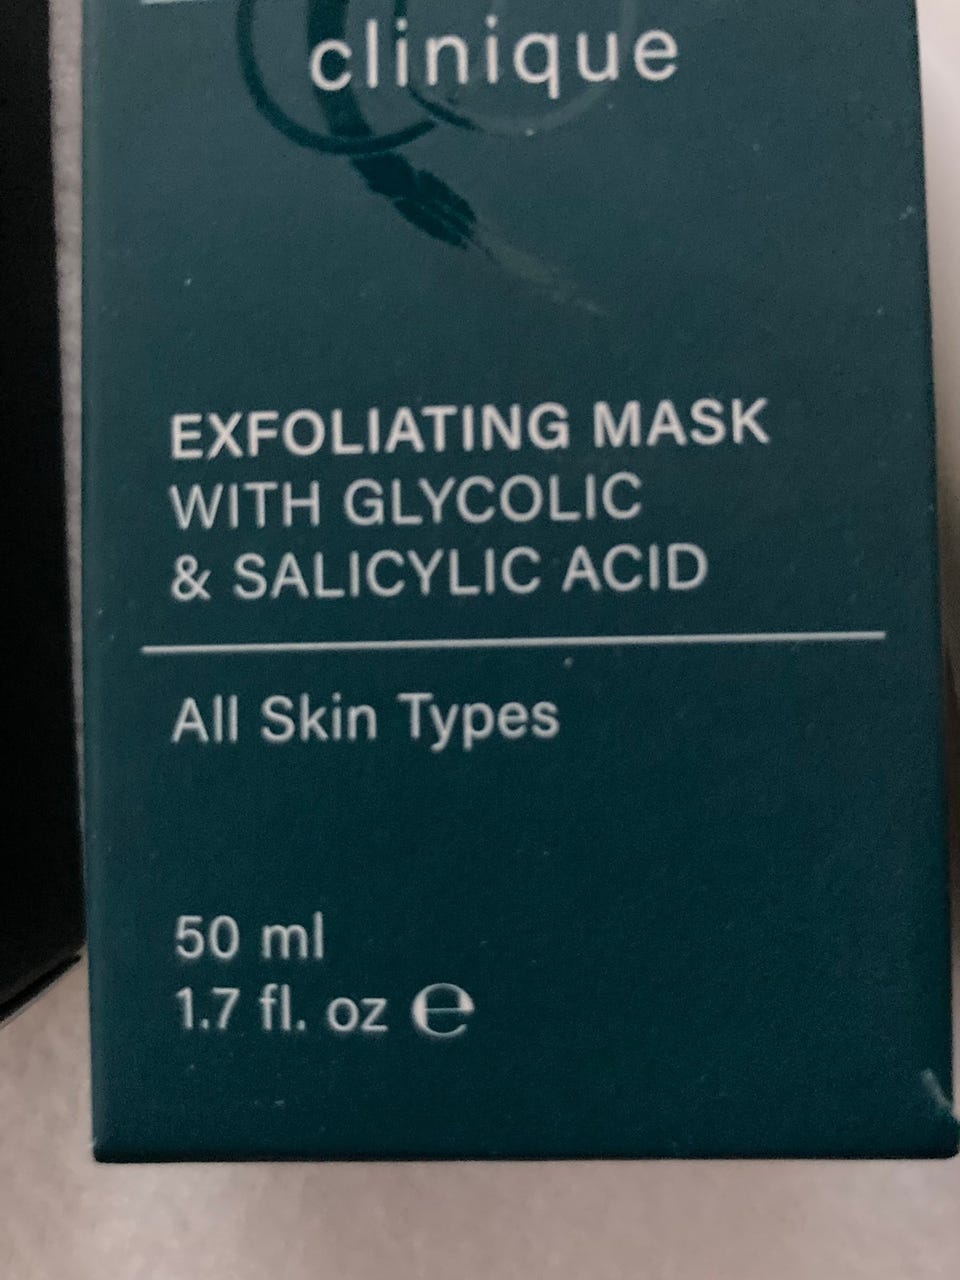 clinique
EXFOLIATING MASK
WITH GLYCOLIC
& SALICYLIC ACID
All Skin Types
50 ml
1.7 fl. oz ℮